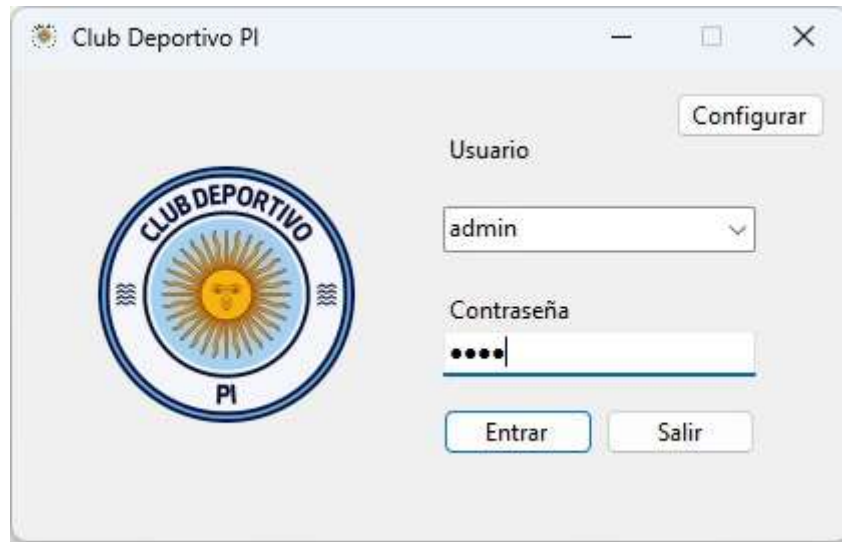 Club Deportivo PI
Configurar
Usuario
admin
Contraseña
••••
Entrar Salir
CLUB DEPORTIVO
PI